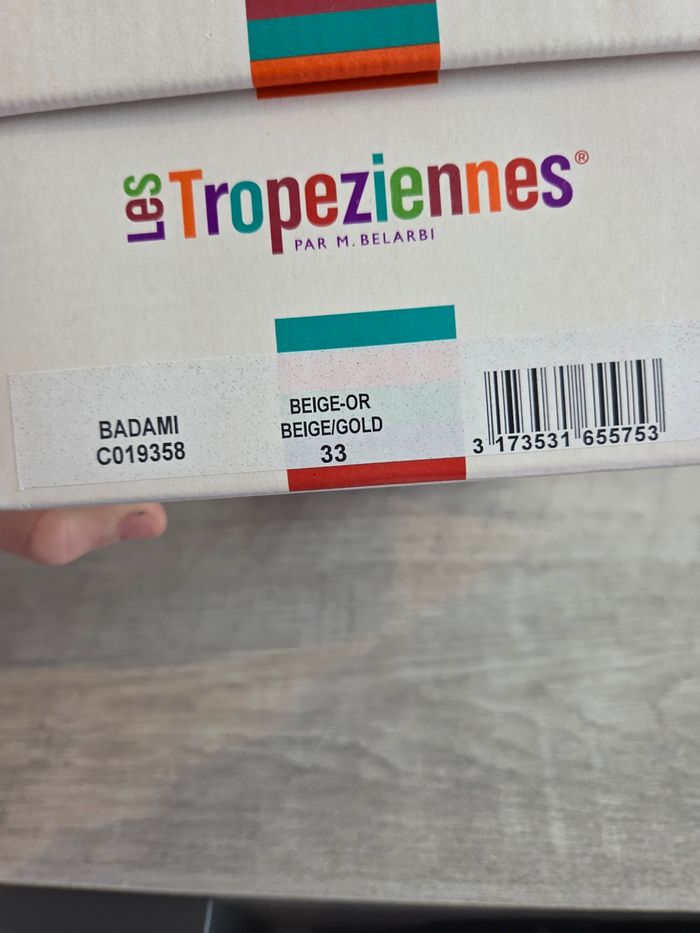 Les Tropeziennes®
PAR M. BELARBI
BADAMI
C019358
BEIGE-OR
BEIGE/GOLD
33
3 173531 655753